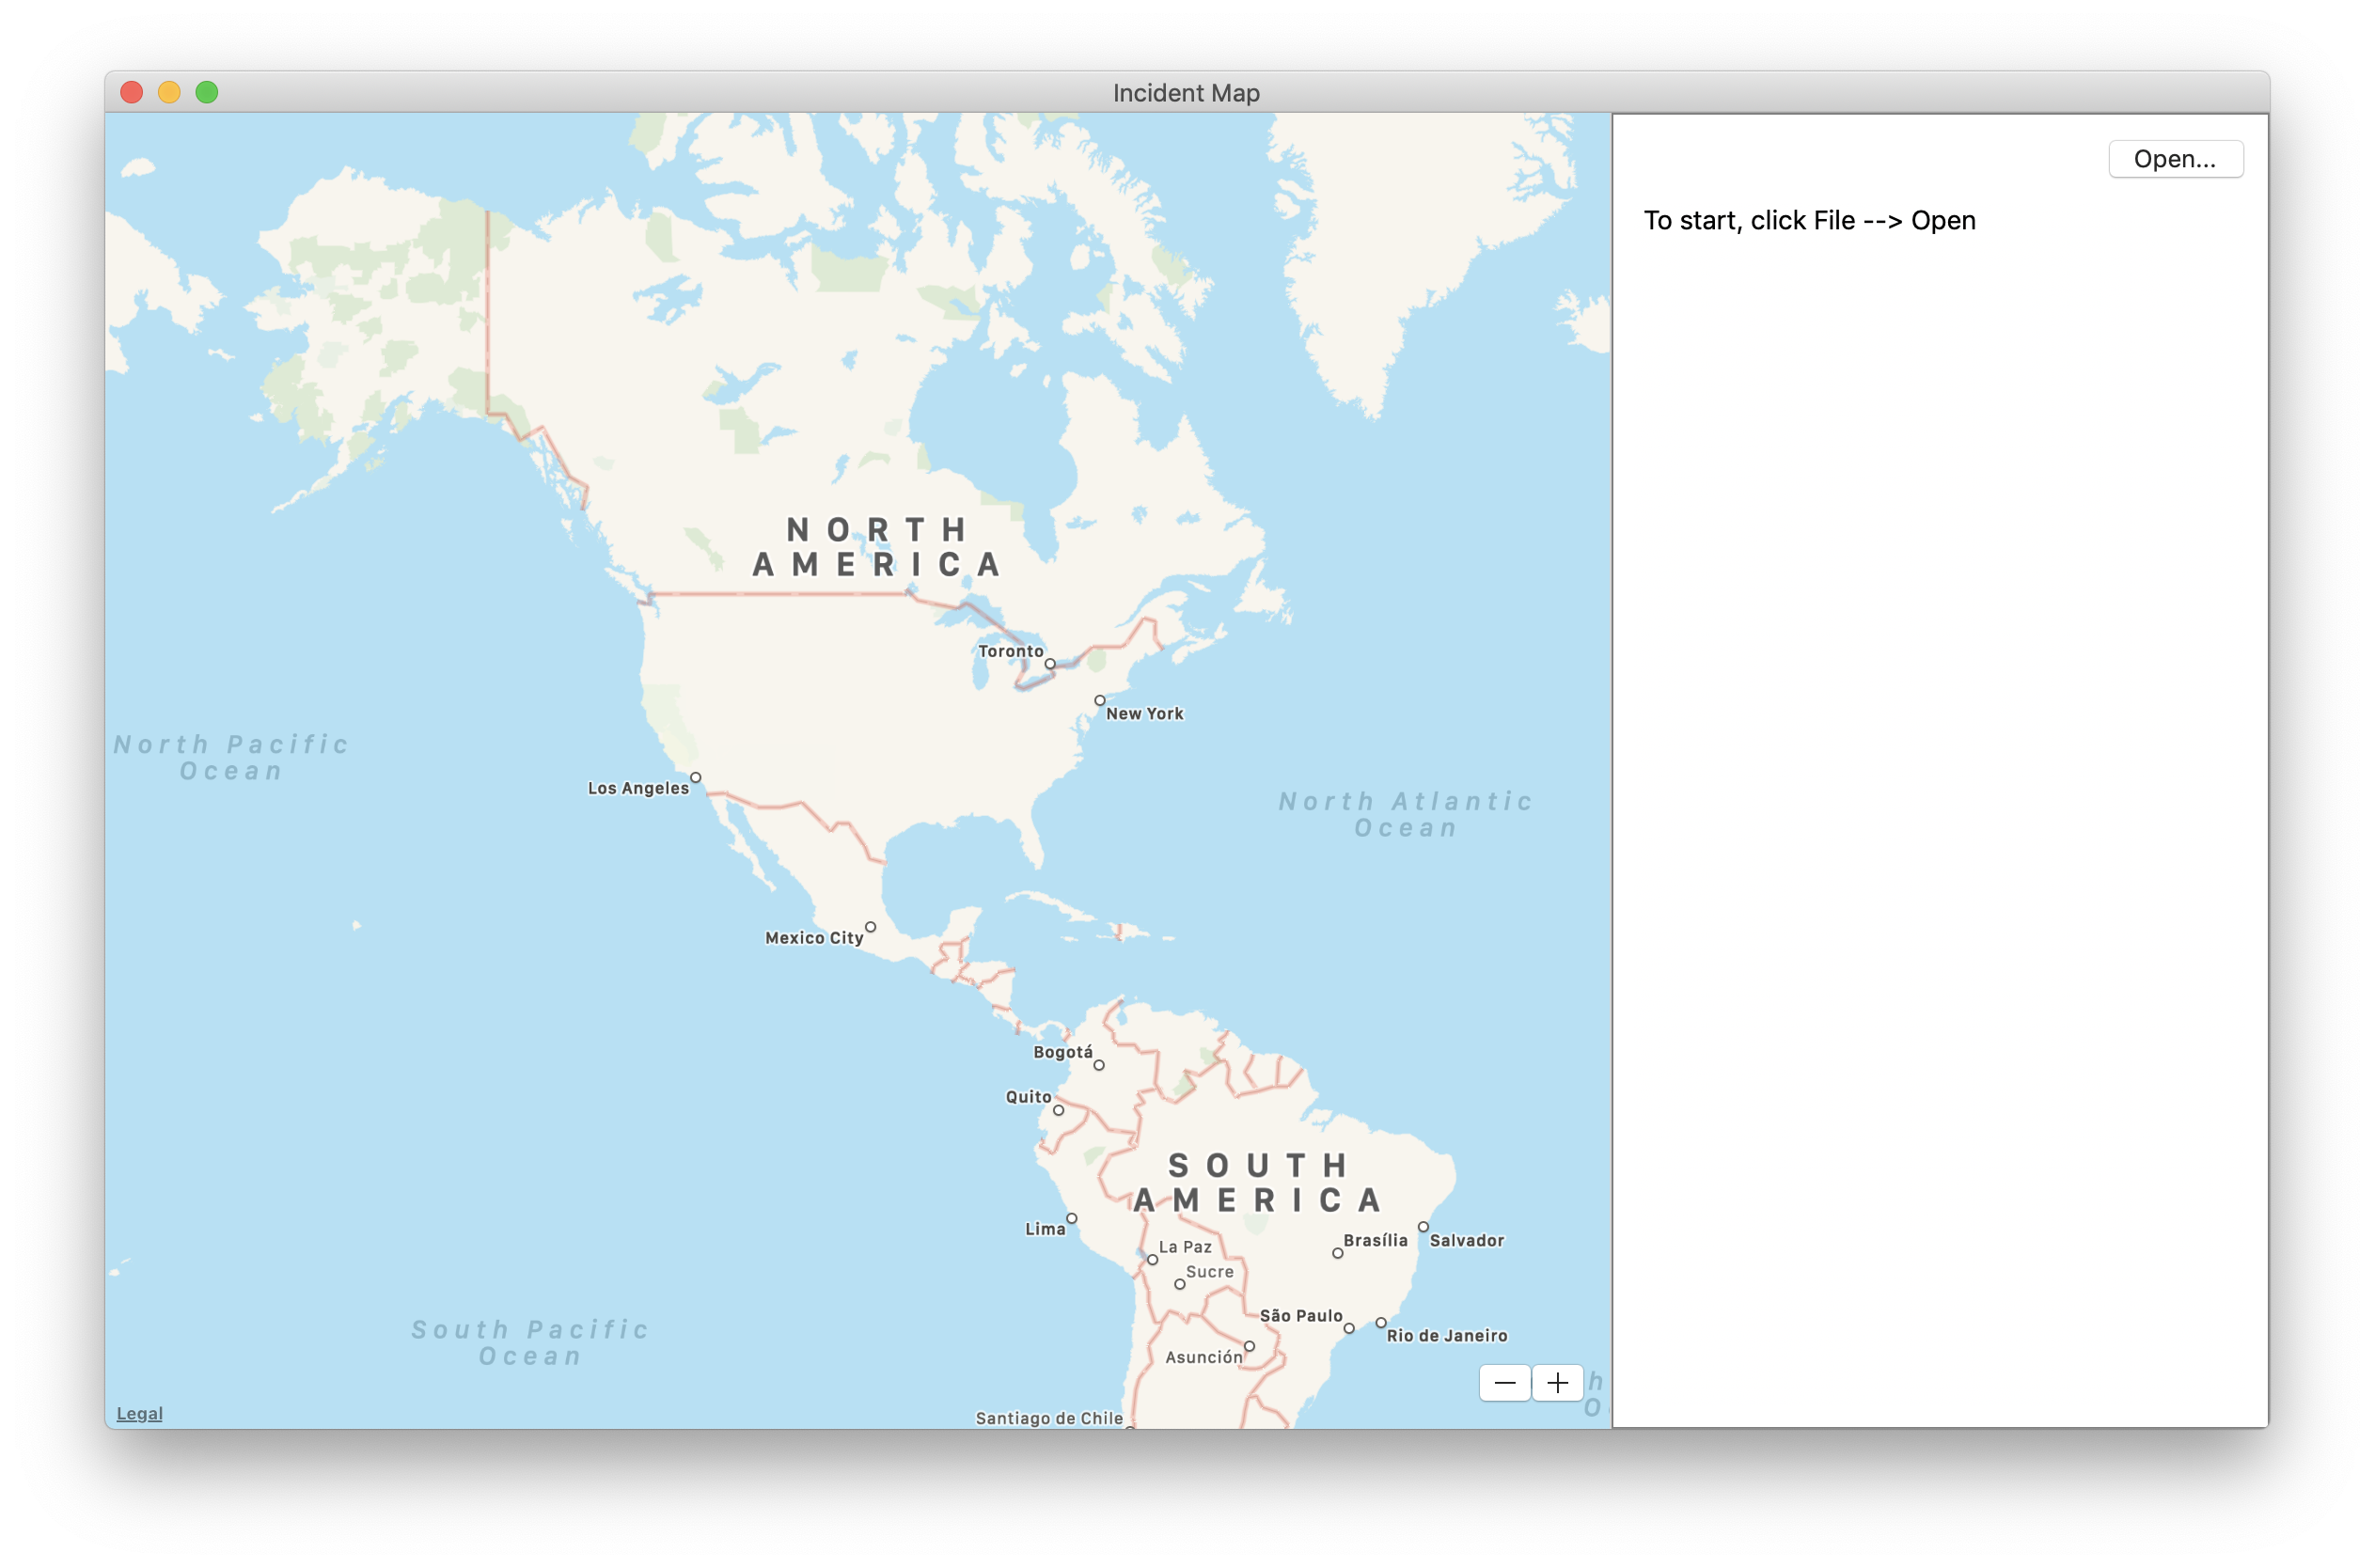 Incident Map
Open...
To start, click File --> Open
NORTH
AMERICA
Toronto
New York
North Pacific
Ocean
Los Angeles
North Atlantic
Ocean
Mexico City
Bogotá
Quito
SOUTH
AMERICA
Lima
Brasília
Salvador
La Paz
Sucre
São Paulo
Rio de Janeiro
South Pacific
Ocean
Asunción
Legal
Santiago de Chile